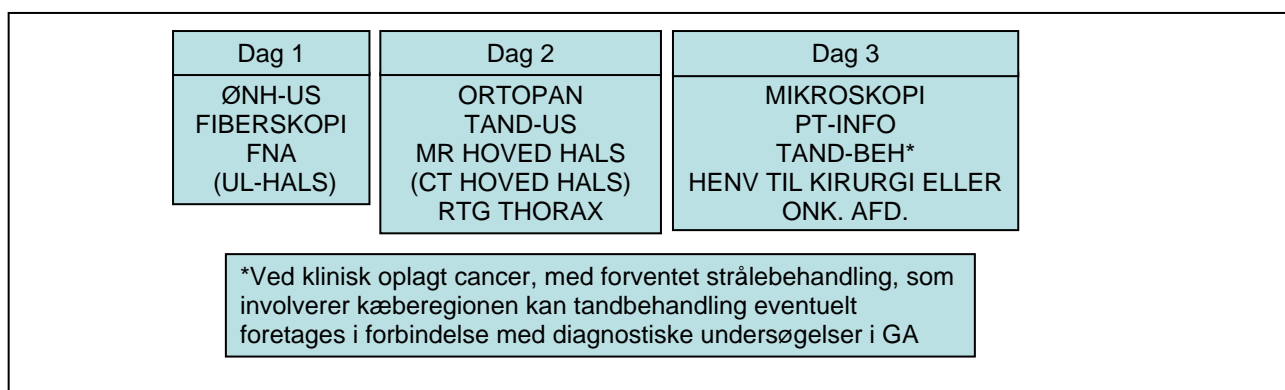 Dag 1
ØNH-US
FIBERSKOPI
FNA
(UL-HALS)
Dag 2
ORTOPAN
TAND-US
MR HOVED HALS
(CT HOVED HALS)
RTG THORAX
Dag 3
MIKROSKOPI
PT-INFO
TAND-BEH*
HENV TIL KIRURGI ELLER
ONK. AFD.
*Ved klinisk oplagt cancer, med forventet strålebehandling, som
involverer kæberegionen kan tandbehandling eventuelt
foretages i forbindelse med diagnostiske undersøgelser i GA